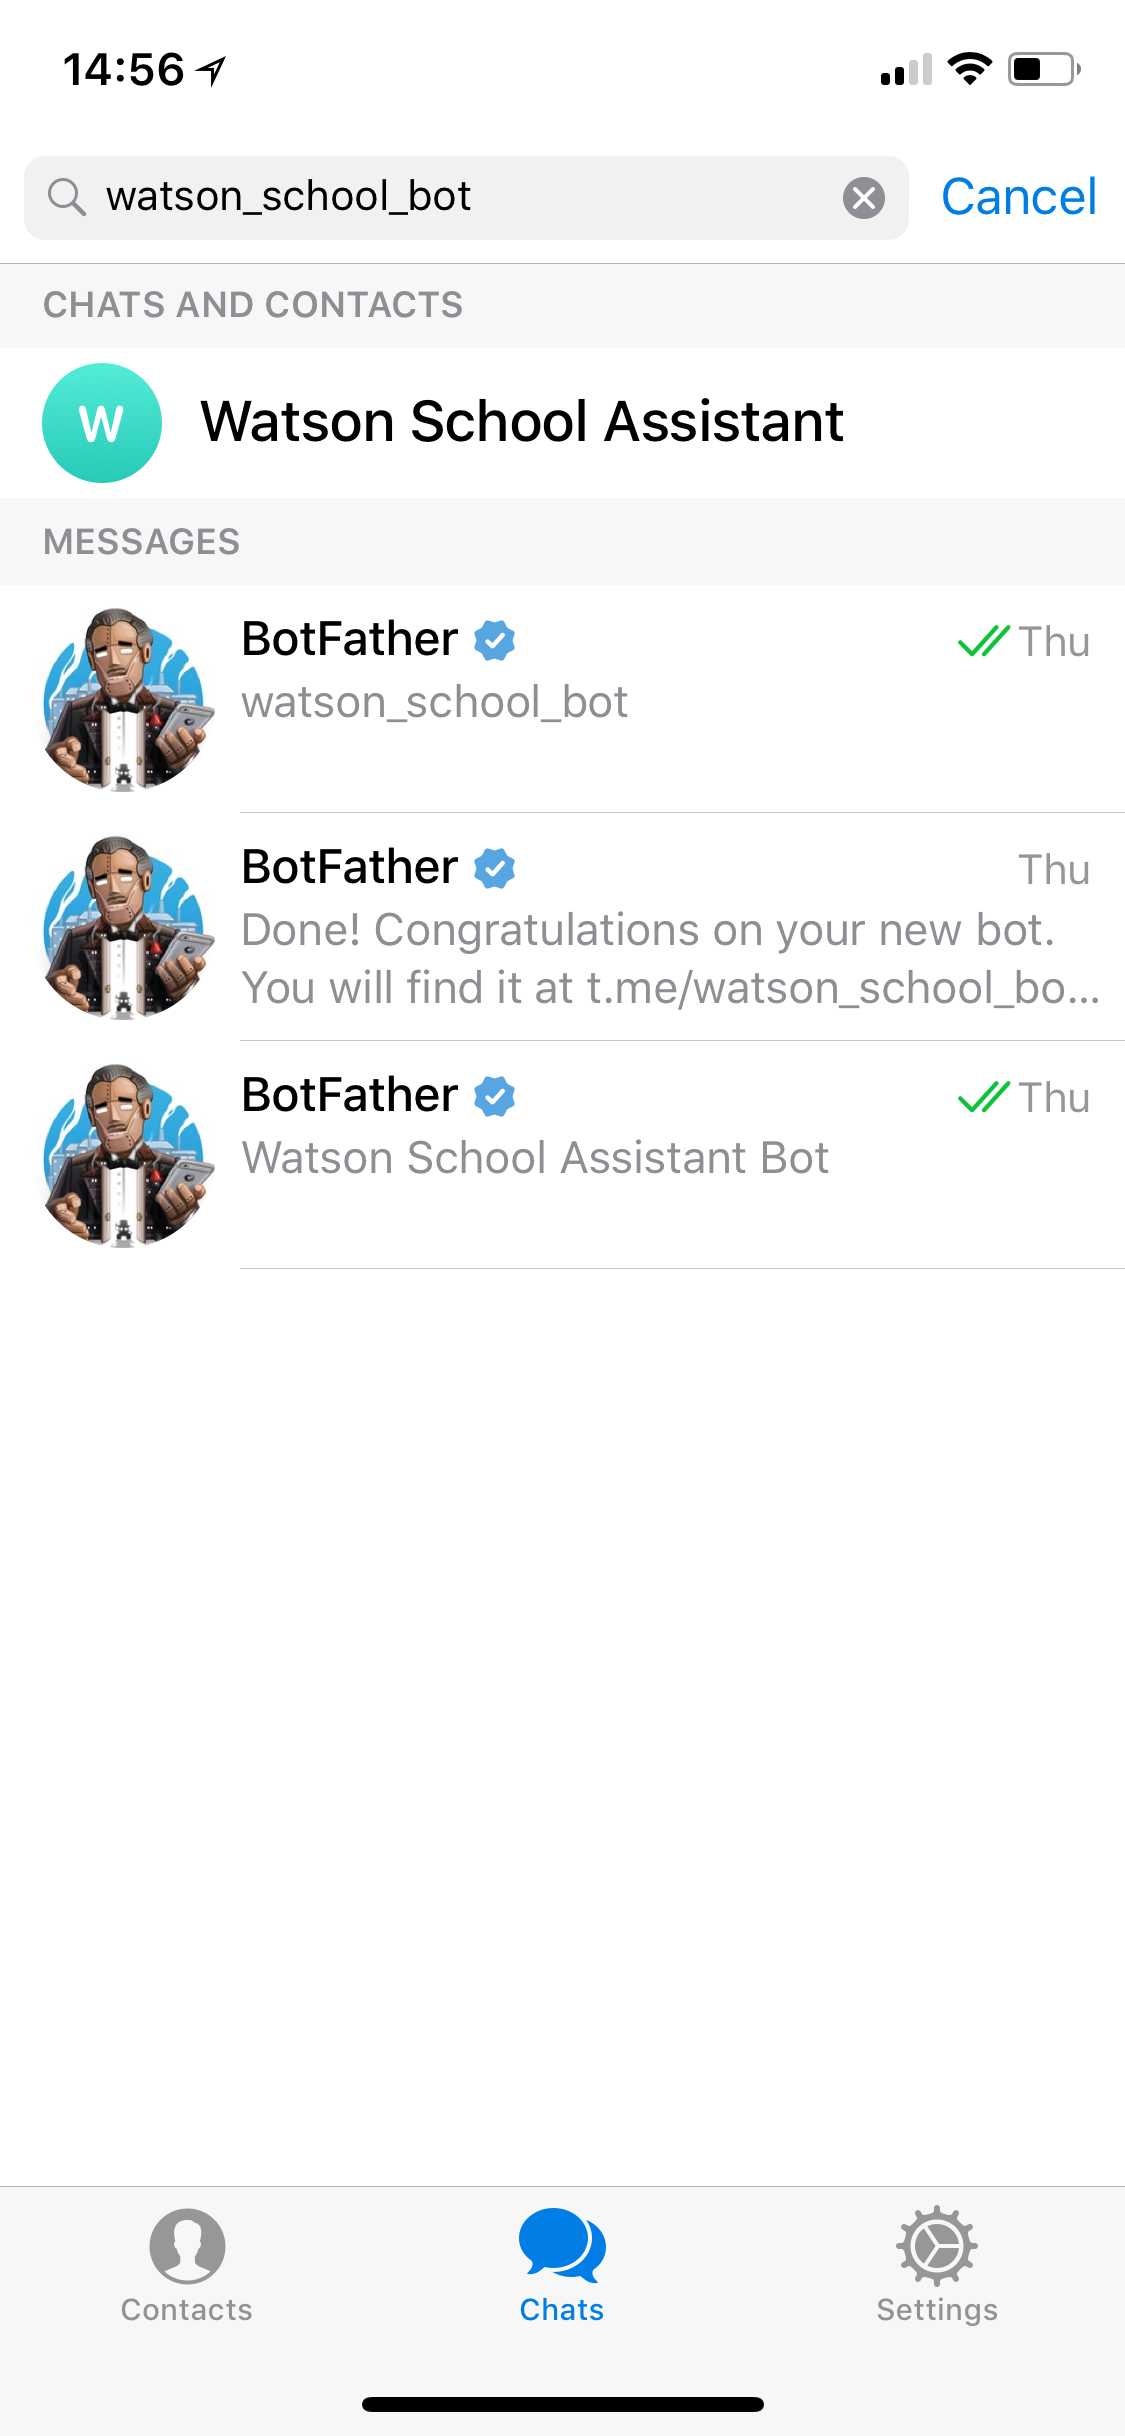 14:56
watson_school_bot
Cancel
CHATS AND CONTACTS
W
Watson School Assistant
MESSAGES
BotFather
Thu
watson_school_bot
BotFather
Thu
Done! Congratulations on your new bot.
You will find it at t.me/watson_school_bo...
BotFather
Thu
Watson School Assistant Bot
Contacts
Chats
Settings